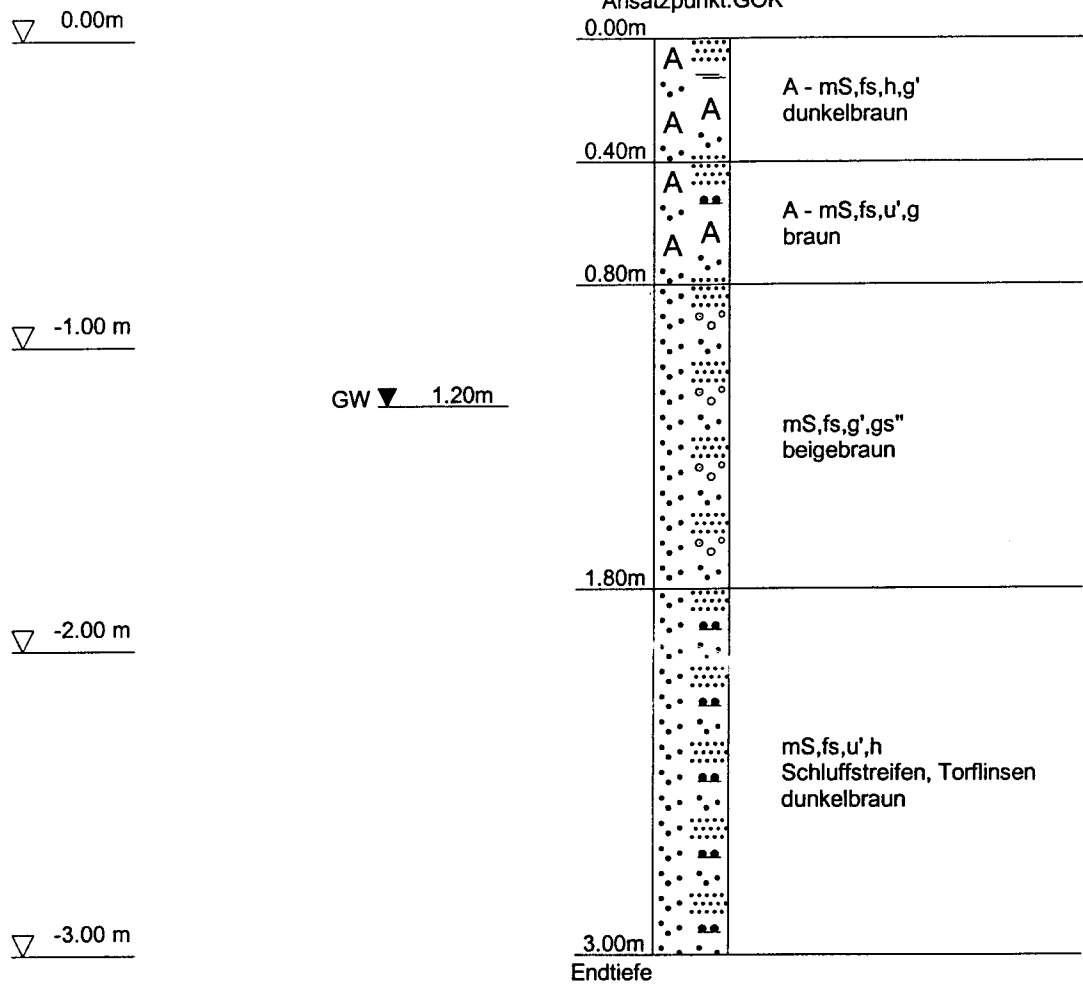 Ansatzpunkt:GOK
0.00m
0.00m
A - mS,fs,h,g'
dunkelbraun
0.40m
A - mS,fs,u',g
braun
0.80m
-1.00 m
GW 1.20m
mS,fs,g',gs"
beigebraun
1.80m
-2.00 m
mS,fs,u',h
Schluffstreifen, Torflinsen
dunkelbraun
-3.00 m
3.00m
Endtiefe
A
A
A
A
A
A